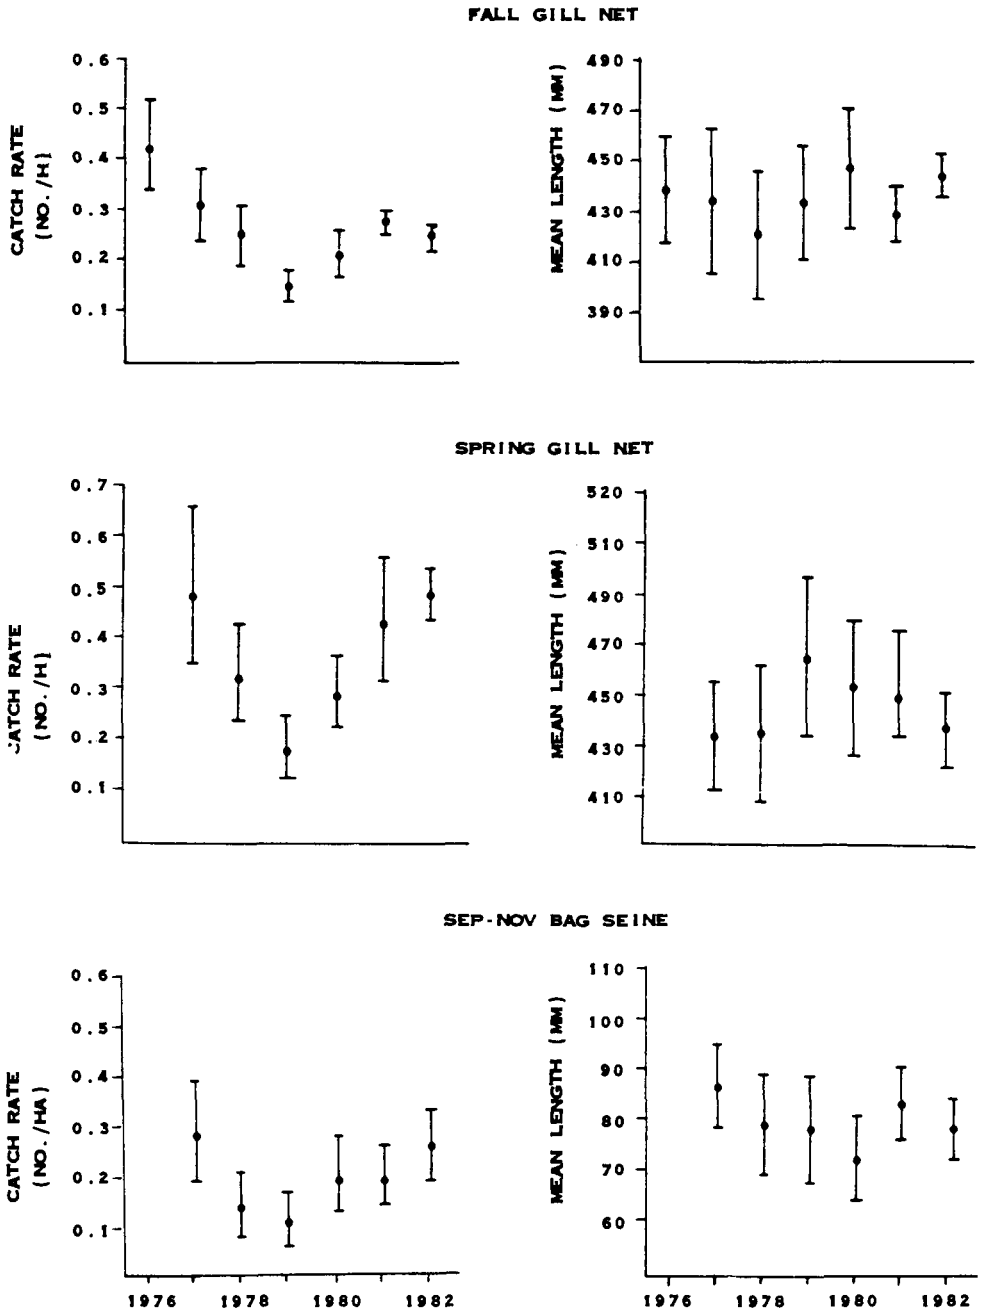 FALL GILL NET
CATCH RATE
(NO./H)
0.6
0.5
0.4
0.3
0.2
0.1
MEAN LENGTH (MM)
490
470
450
430
410
390
SPRING GILL NET
CATCH RATE
(NO./H)
0.7
0.6
0.5
0.4
0.3
0.2
0.1
MEAN LENGTH (MM)
520
510
490
470
450
430
410
SEP-NOV BAG SEINE
CATCH RATE
(NO./HA)
0.6
0.5
0.4
0.3
0.2
0.1
MEAN LENGTH (MM)
110
100
90
80
70
60
1976 1978 1980 1982
1976 1978 1980 1982